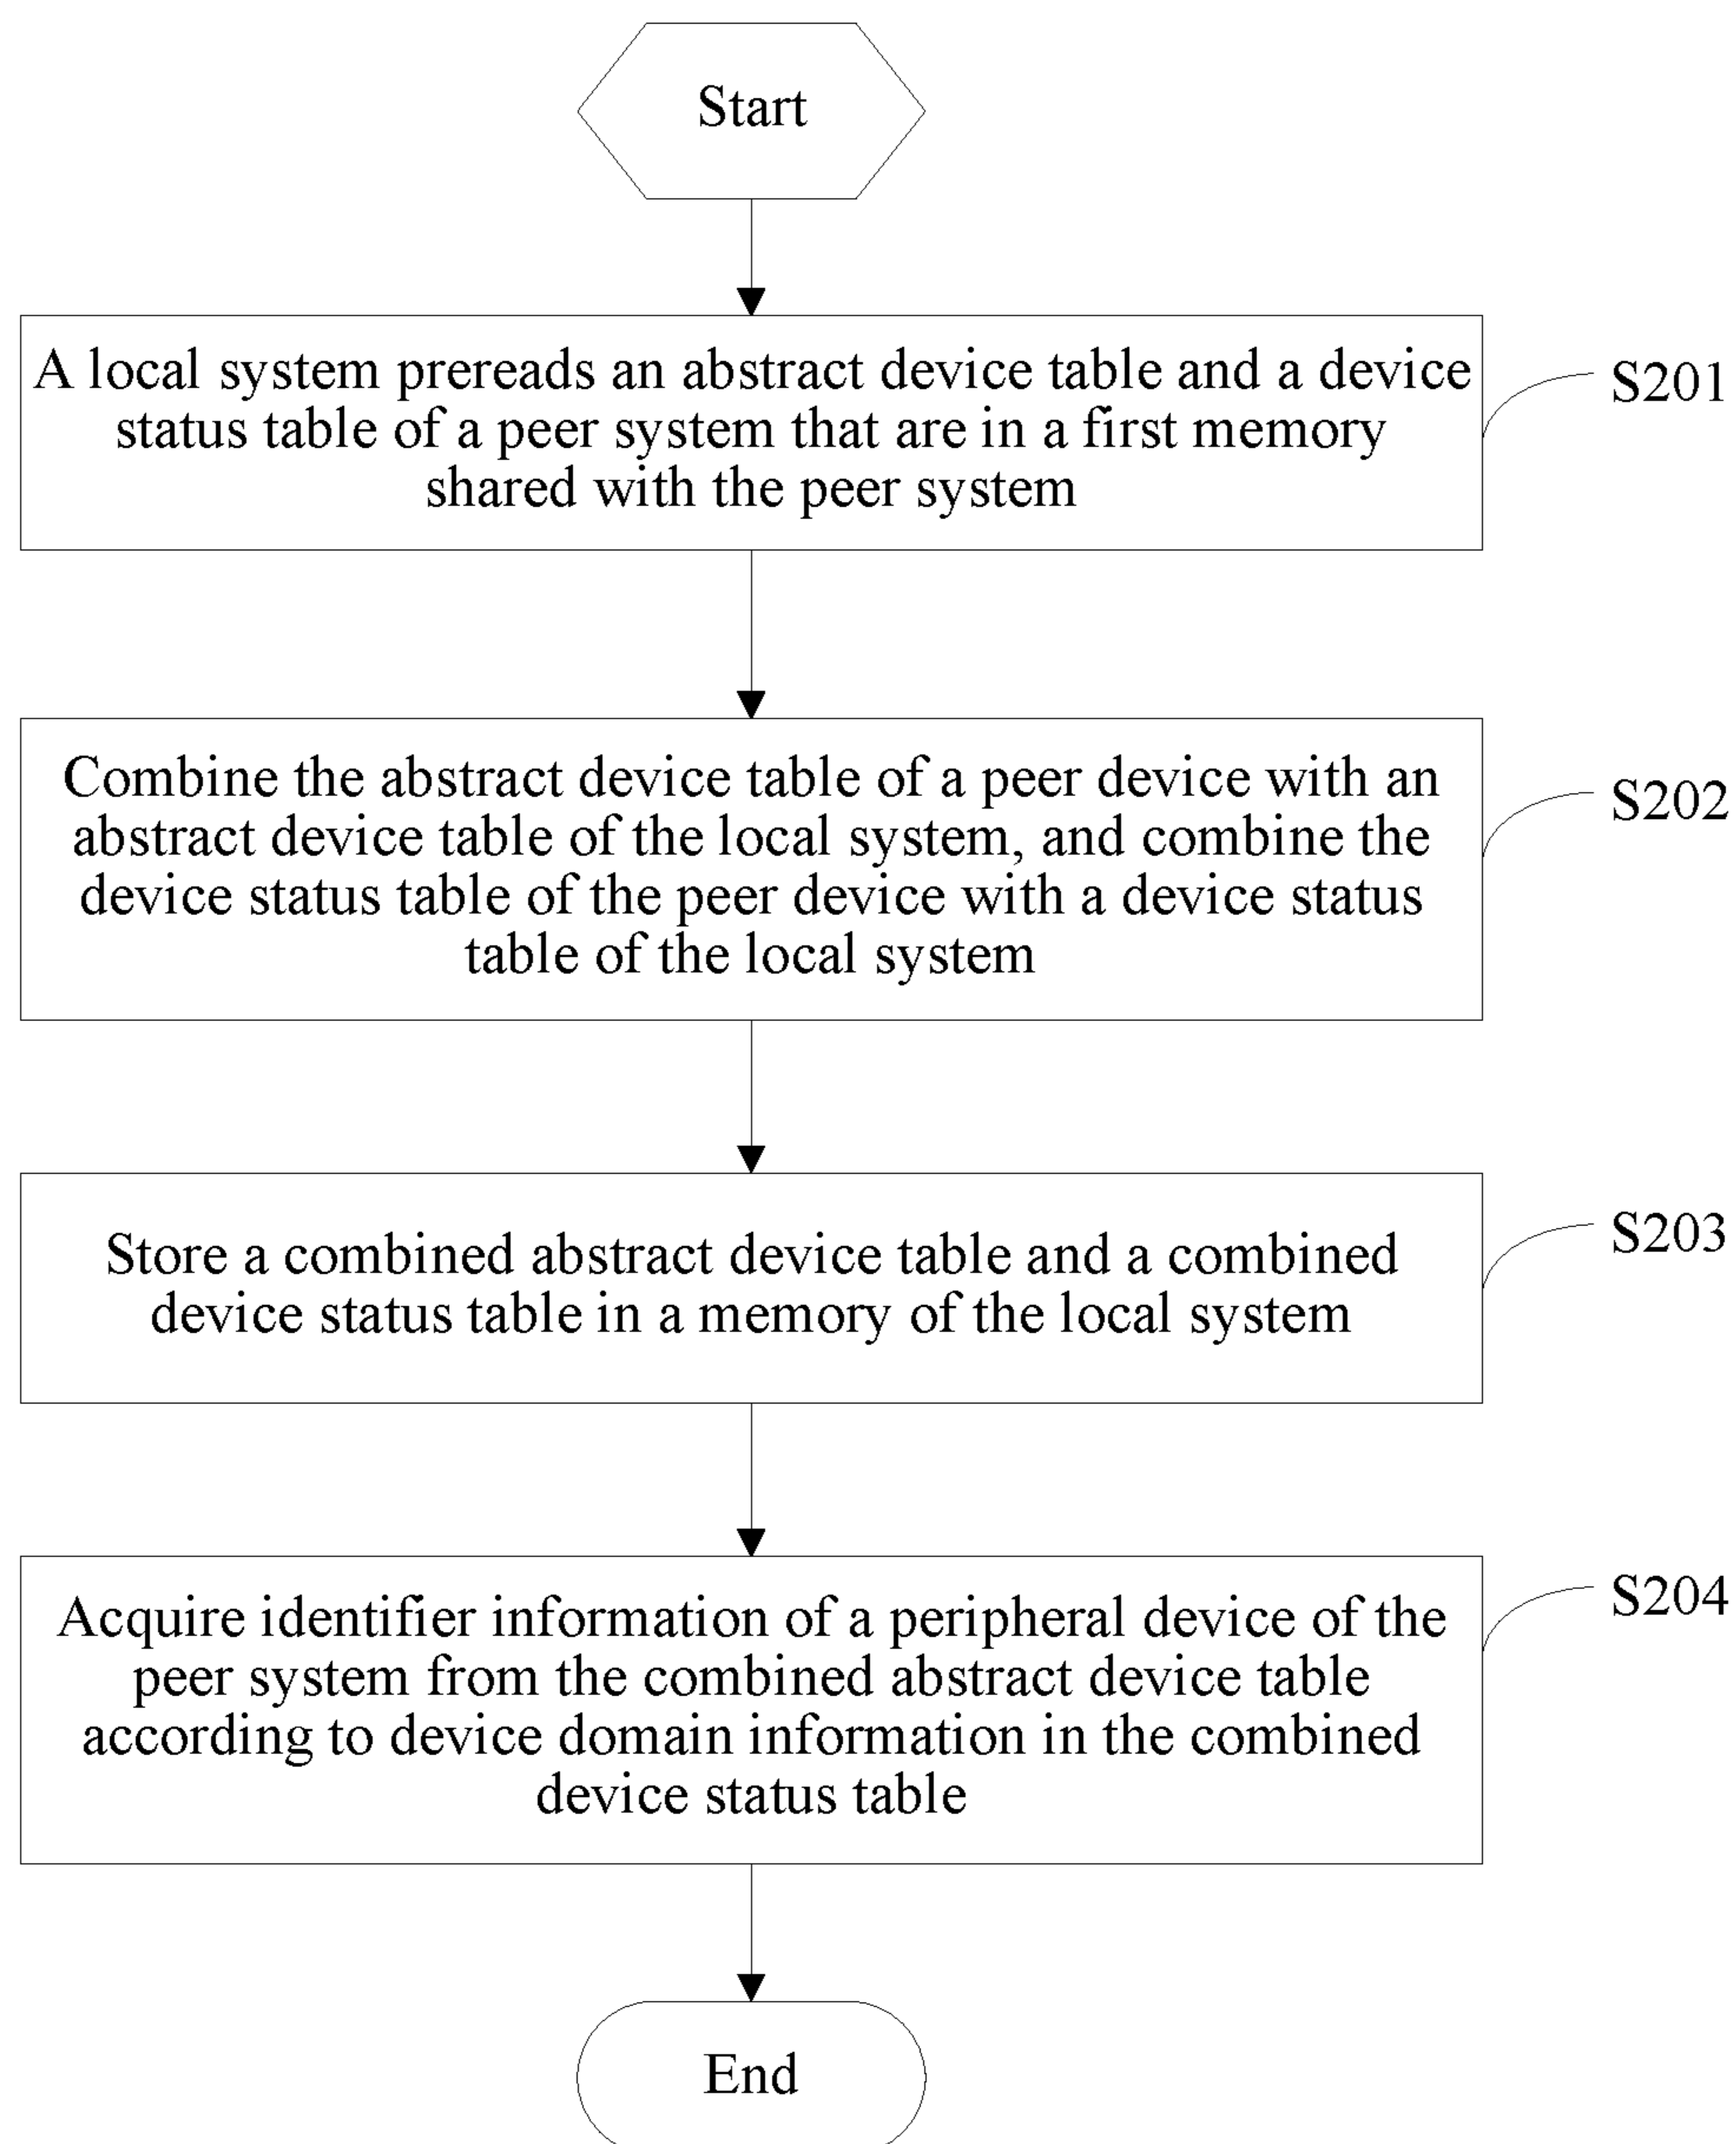 Start
A local system prereads an abstract device table and a device
status table of a peer system that are in a first memory
shared with the peer system
S201
Combine the abstract device table of a peer device with an
abstract device table of the local system, and combine the
device status table of the peer device with a device status
table of the local system
S202
Store a combined abstract device table and a combined
device status table in a memory of the local system
S203
Acquire identifier information of a peripheral device of the
peer system from the combined abstract device table
according to device domain information in the combined
device status table
S204
End